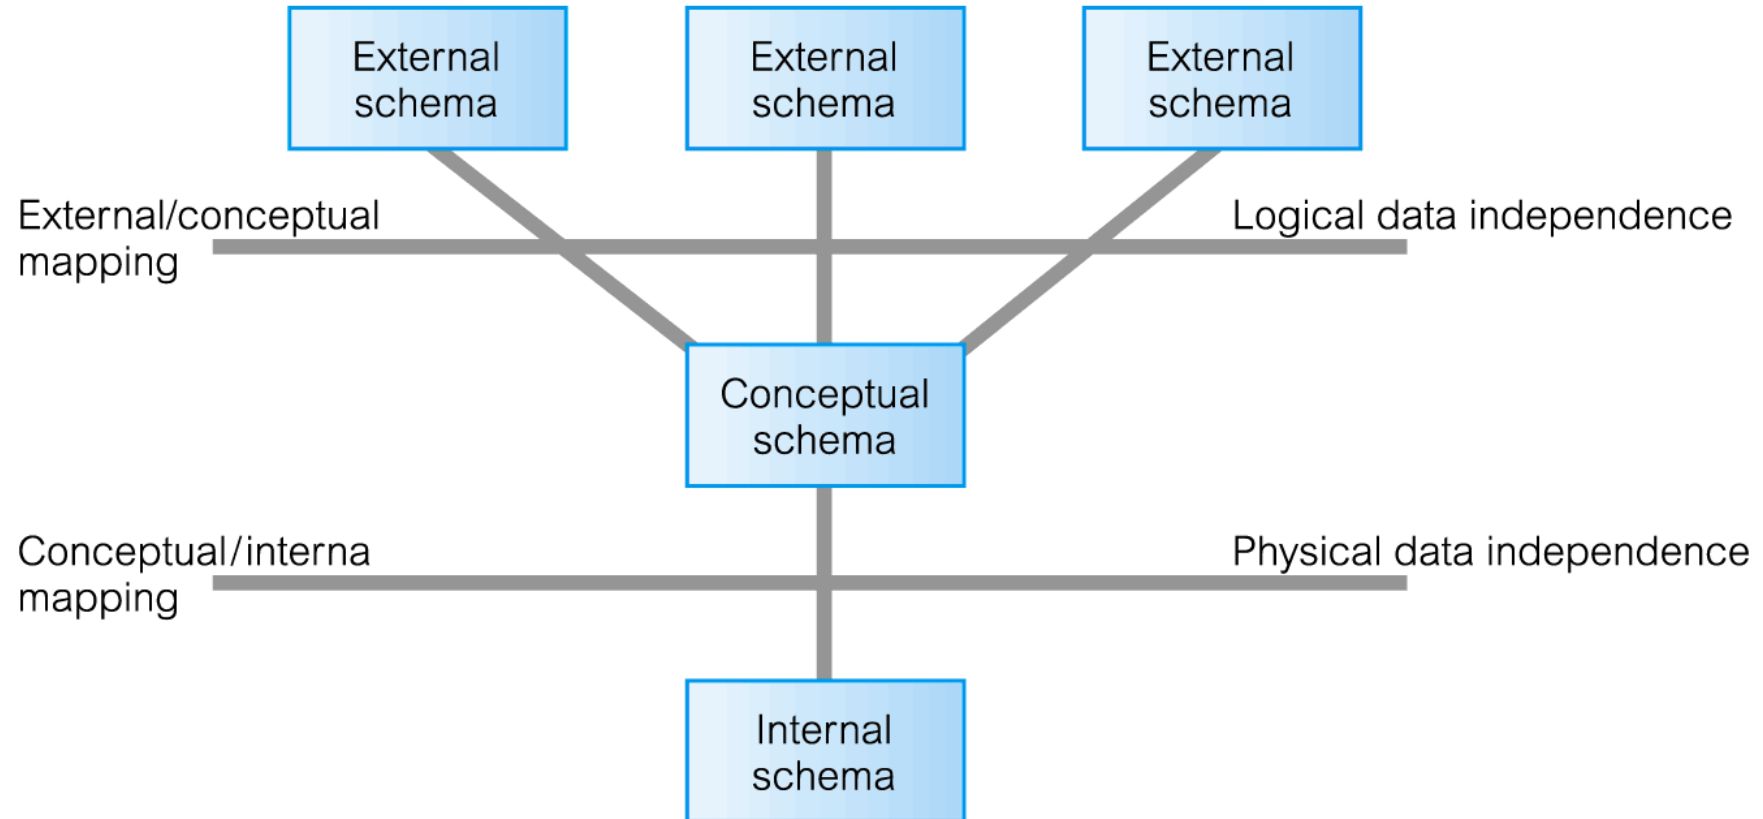 External
schema
External
schema
External
schema
External/conceptual
mapping
Logical data independence
Conceptual
schema
Conceptual/interna
mapping
Physical data independence
Internal
schema